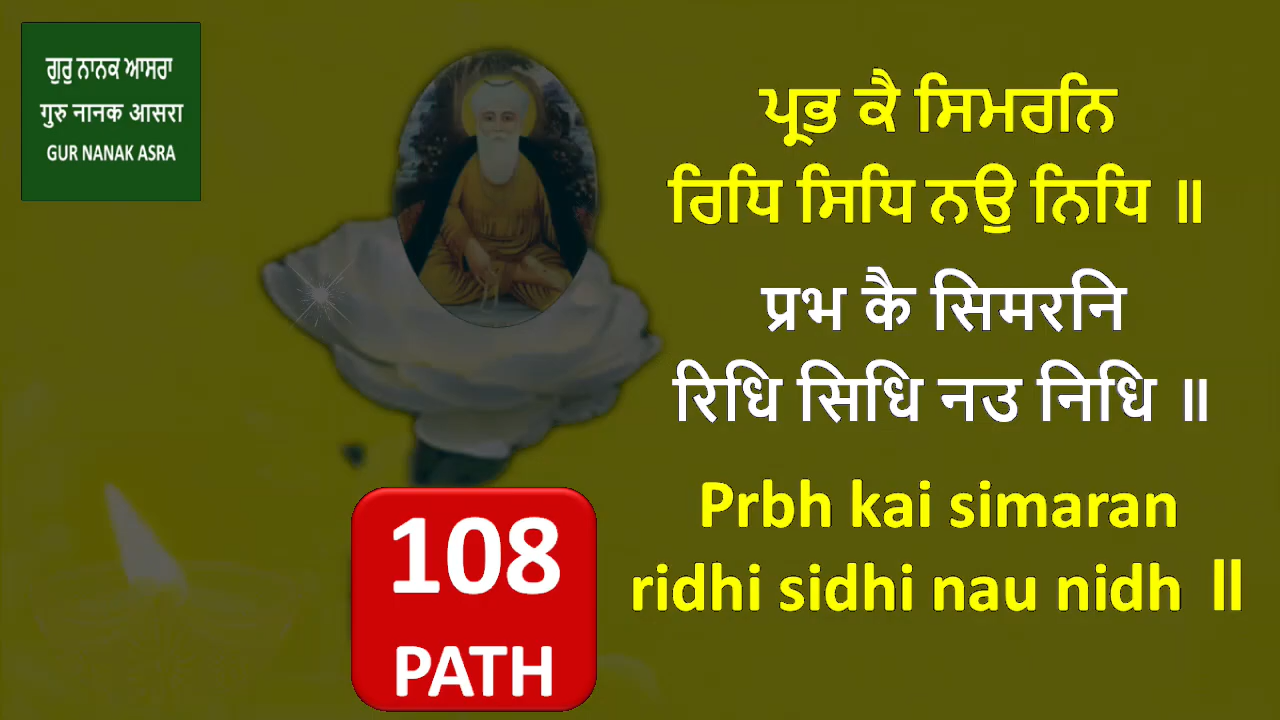 ਗੁਰੁ ਨਾਨਕ ਆਸਰਾ
गुरु नानक आसरा
GUR NANAK ASRA
ਪ੍ਰਭ ਕੈ ਸਿਮਰਨਿ
ਰਿਧਿ ਸਿਧਿ ਨਉ ਨਿਧਿ ॥
प्रभ कै सिमरनि
रिधि सिधि नउ निधि ॥
Prbh kai simaran
ridhi sidhi nau nidh ॥
108
PATH